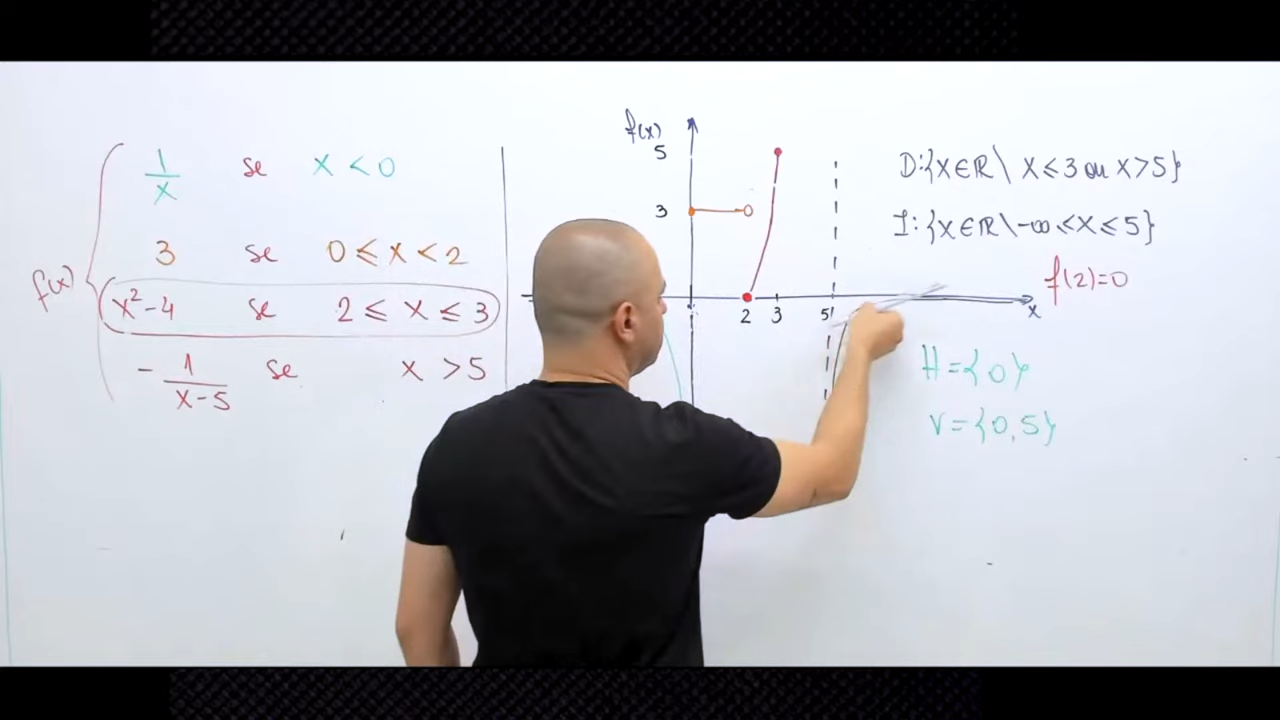 f(x)
1/x se x < 0
3 se 0 ≤ x < 2
x²-4 se 2 ≤ x ≤ 3
- 1/(x-5) se x > 5
f(x)
5
3
2 3 5
x
D:{x∈ℝ \ x ≤ 3 ou x > 5}
I:{x∈ℝ \ -∞ < x ≤ 5}
f(2)=0
H={0}
V={0,5}